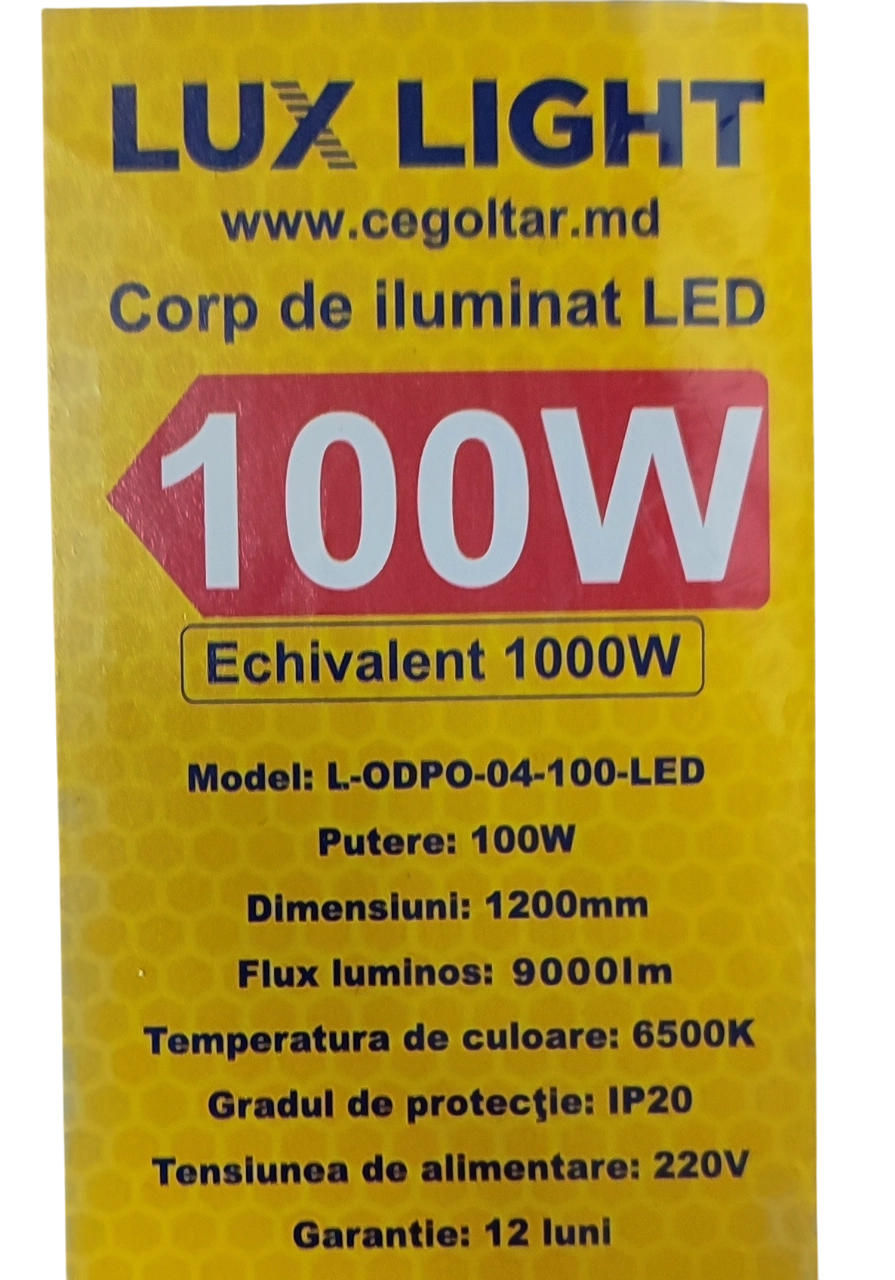 LUX LIGHT
www.cegoltar.md
Corp de iluminat LED
100W
Echivalent 1000W
Model: L-ODPO-04-100-LED
Putere: 100W
Dimensiuni: 1200mm
Flux luminos: 9000lm
Temperatura de culoare: 6500K
Gradul de protecţie: IP20
Tensiunea de alimentare: 220V
Garantie: 12 luni